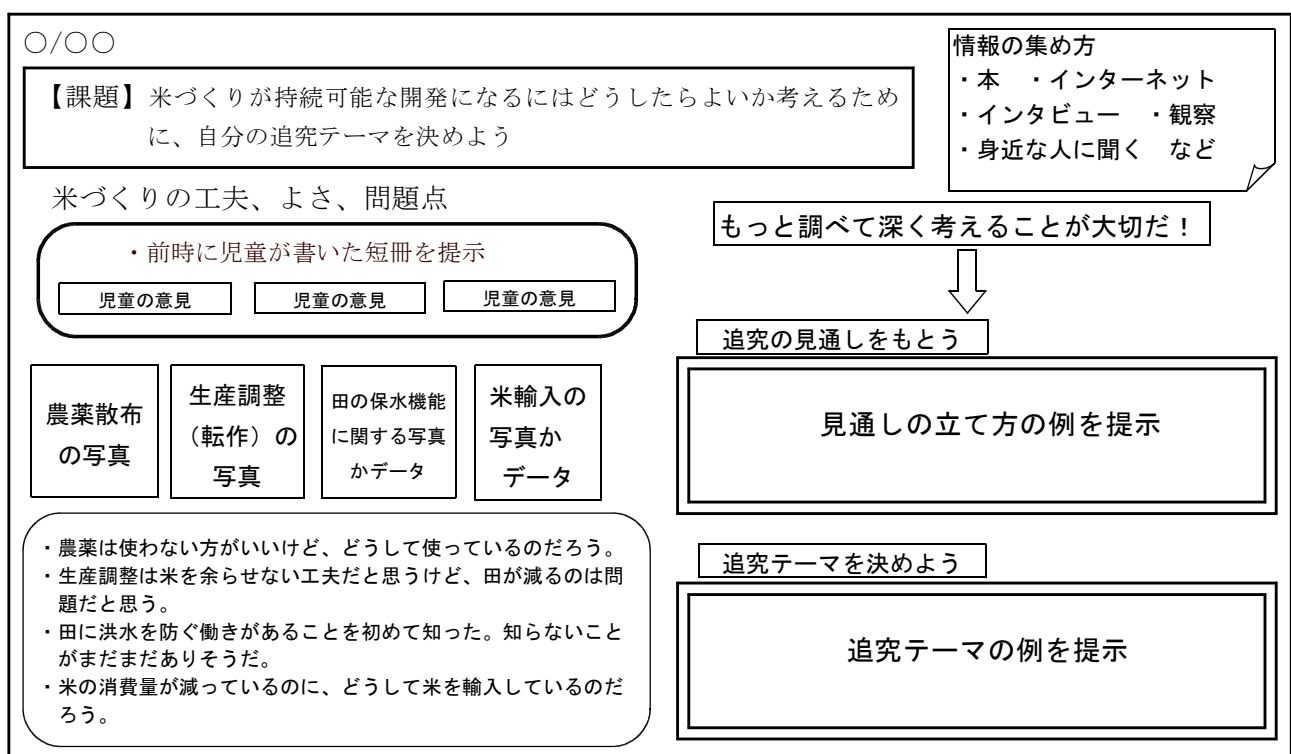 〇/〇〇
【課題】米づくりが持続可能な開発になるにはどうしたらよいか考えるため
に、自分の追究テーマを決めよう
情報の集め方
・本　・インターネット
・インタビュー　・観察
・身近な人に聞く　など
米づくりの工夫、よさ、問題点
・前時に児童が書いた短冊を提示
児童の意見　児童の意見　児童の意見
農薬散布
の写真
生産調整
（転作）の
写真
田の保水機能
に関する写真
かデータ
米輸入の
写真か
データ
・農薬は使わない方がいいけど、どうして使っているのだろう。
・生産調整は米を余らせない工夫だと思うけど、田が減るのは問
題だと思う。
・田に洪水を防ぐ働きがあることを初めて知った。知らないこと
がまだまだありそうだ。
・米の消費量が減っているのに、どうして米を輸入しているのだ
ろう。
もっと調べて深く考えることが大切だ！
追究の見通しをもとう
見通しの立て方の例を提示
追究テーマを決めよう
追究テーマの例を提示